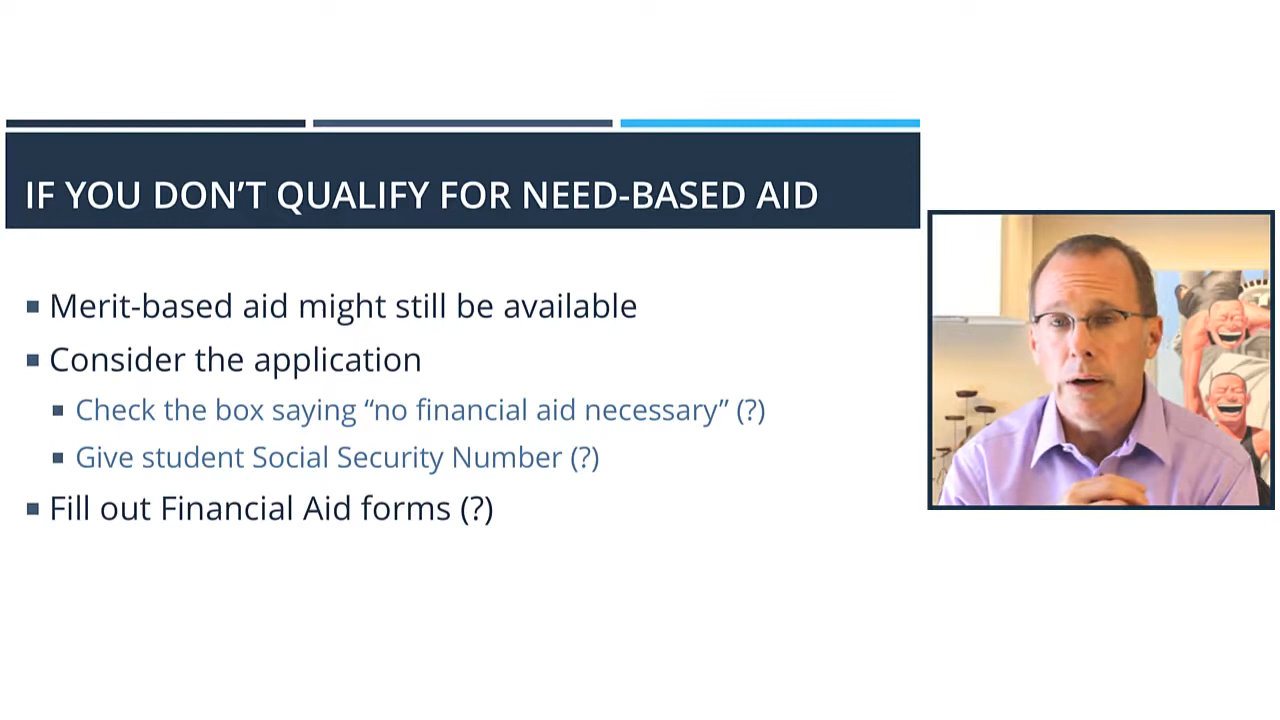 IF YOU DON’T QUALIFY FOR NEED-BASED AID
Merit-based aid might still be available
Consider the application
Check the box saying “no financial aid necessary” (?)
Give student Social Security Number (?)
Fill out Financial Aid forms (?)